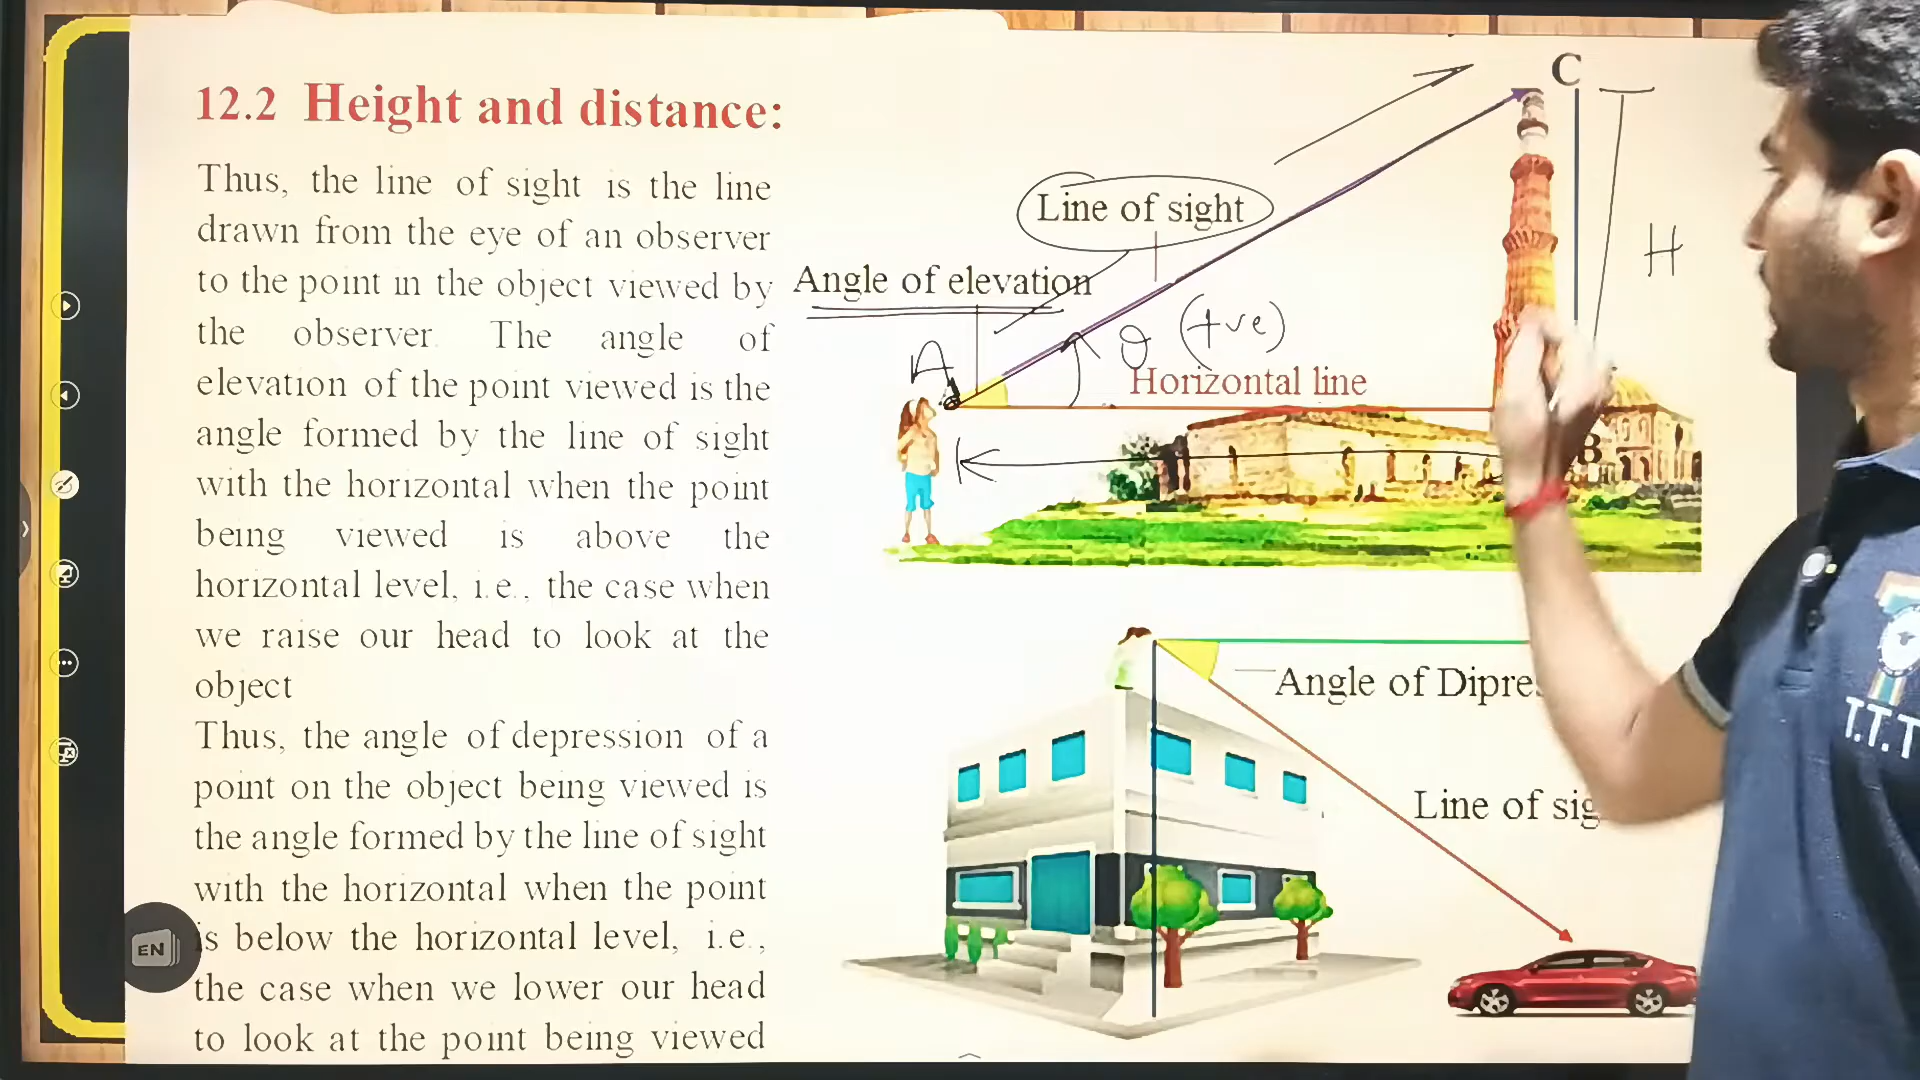 12.2 Height and distance:
Thus, the line of sight is the line
drawn from the eye of an observer
to the point in the object viewed by
the observer. The angle of
elevation of the point viewed is the
angle formed by the line of sight
with the horizontal when the point
being viewed is above the
horizontal level, i.e., the case when
we raise our head to look at the
object
Thus, the angle of depression of a
point on the object being viewed is
the angle formed by the line of sight
with the horizontal when the point
is below the horizontal level, i.e.,
the case when we lower our head
to look at the point being viewed
C
Line of sight
H
Angle of elevation
θ (+ve)
A
Horizontal line
B
Angle of Dipre
Line of sig
T.T.T
EN